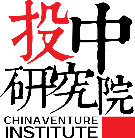 投中
研究院
CHINAVENTURE
INSTITUTE